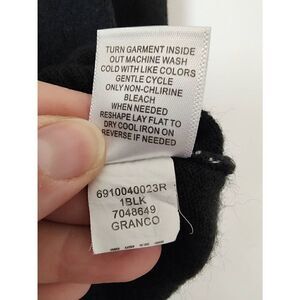 TURN GARMENT INSIDE
OUT MACHINE WASH
COLD WITH LIKE COLORS
GENTLE CYCLE
ONLY NON-CHLIRINE
BLEACH
WHEN NEEDED
RESHAPE LAY FLAT TO
DRY COOL IRON ON
REVERSE IF NEEDED
6910040023R
1BLK
7048649
GRANCO